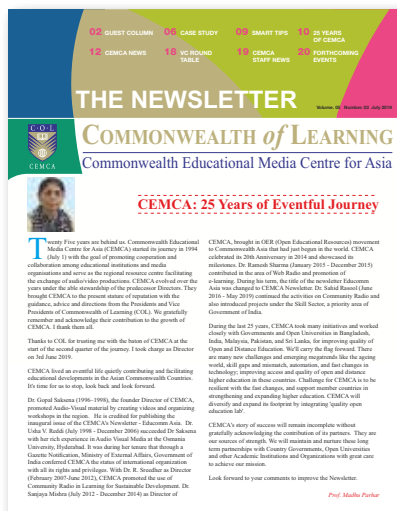 02 GUEST COLUMN 06 CASE STUDY 09 SMART TIPS 10 25 YEARS
OF CEMCA
12 CEMCA NEWS 18 VC ROUND
TABLE 19 CEMCA
STAFF NEWS 20 FORTHCOMING
EVENTS
THE NEWSLETTER
Volume. 05 Number. 02 July 2019
C O L
CEMCA
COMMONWEALTH of LEARNING
Commonwealth Educational Media Centre for Asia
CEMCA: 25 Years of Eventful Journey
Twenty Five years are behind us. Commonwealth Educational
Media Centre for Asia (CEMCA) started its journey in 1994
(July 1) with the goal of promoting cooperation and
collaboration among educational institutions and media
organisations and serve as the regional resource centre facilitating
the exchange of audio/video productions. CEMCA evolved over the
years under the able stewardship of the predecessor Directors. They
brought CEMCA to the present stature of reputation with the
guidance, advice and directions from the Presidents and Vice
Presidents of Commonwealth of Learning (COL). We gratefully
remember and acknowledge their contribution to the growth of
CEMCA. I thank them all.
Thanks to COL for trusting me with the baton of CEMCA at the
start of the second quarter of the journey. I took charge as Director
on 3rd June 2019.
CEMCA lived an eventful life quietly contributing and facilitating
educational developments in the Asian Commonwealth Countries.
It's time for us to stop, look back and look forward.
Dr. Gopal Saksena (1996–1998), the founder Director of CEMCA,
promoted Audio-Visual material by creating videos and organizing
workshops in the region. He is credited for publishing the
inaugural issue of the CEMCA's Newsletter - Educomm Asia. Dr.
Usha V. Reddi (July 1998 - December 2006) succeeded Dr Saksena
with her rich experience in Audio Visual Media at the Osmania
University, Hyderabad. It was during her tenure that through a
Gazette Notification, Ministry of External Affairs, Government of
India conferred CEMCA the status of international organization
with all its rights and privileges. With Dr. R. Sreedher as Director
(February 2007-June 2012), CEMCA promoted the use of
Community Radio in Learning for Sustainable Development. Dr.
Sanjaya Mishra (July 2012 - December 2014) as Director of
CEMCA, brought in OER (Open Educational Resources) movement
to Commonwealth Asia that had just begun in the world. CEMCA
celebrated its 20th Anniversary in 2014 and showcased its
milestones. Dr. Ramesh Sharma (January 2015 - December 2015)
contributed in the area of Web Radio and promotion of
e-learning. During his term, the title of the newsletter Educomm
Asia was changed to CEMCA Newsletter. Dr. Shahid Rasool (June
2016 - May 2019) continued the activities on Community Radio and
also introduced projects under the Skill Sector, a priority area of
Government of India.
During the last 25 years, CEMCA took many initiatives and worked
closely with Governments and Open Universities in Bangladesh,
India, Malaysia, Pakistan, and Sri Lanka, for improving quality of
Open and Distance Education. We'll carry the flag forward. There
are many new challenges and emerging megatrends like the ageing
world, skill gaps and mismatch, automation, and fast changes in
technology; improving access and quality of open and distance
higher education in those countries. Challenge for CEMCA is to be
resilient with the fast changes, and support member countries in
strengthening and expanding higher education. CEMCA will
diversify and expand its footprint by integrating 'quality open
education lab'.
CEMCA's story of success will remain incomplete without
gratefully acknowledging the contribution of its partners. They are
our sources of strength. We will maintain and nurture these long
term partnerships with Country Governments, Open Universities
and other Academic Institutions and Organizations with great care
to achieve our mission.
Look forward to your comments to improve the Newsletter.
Prof. Madhu Parhar